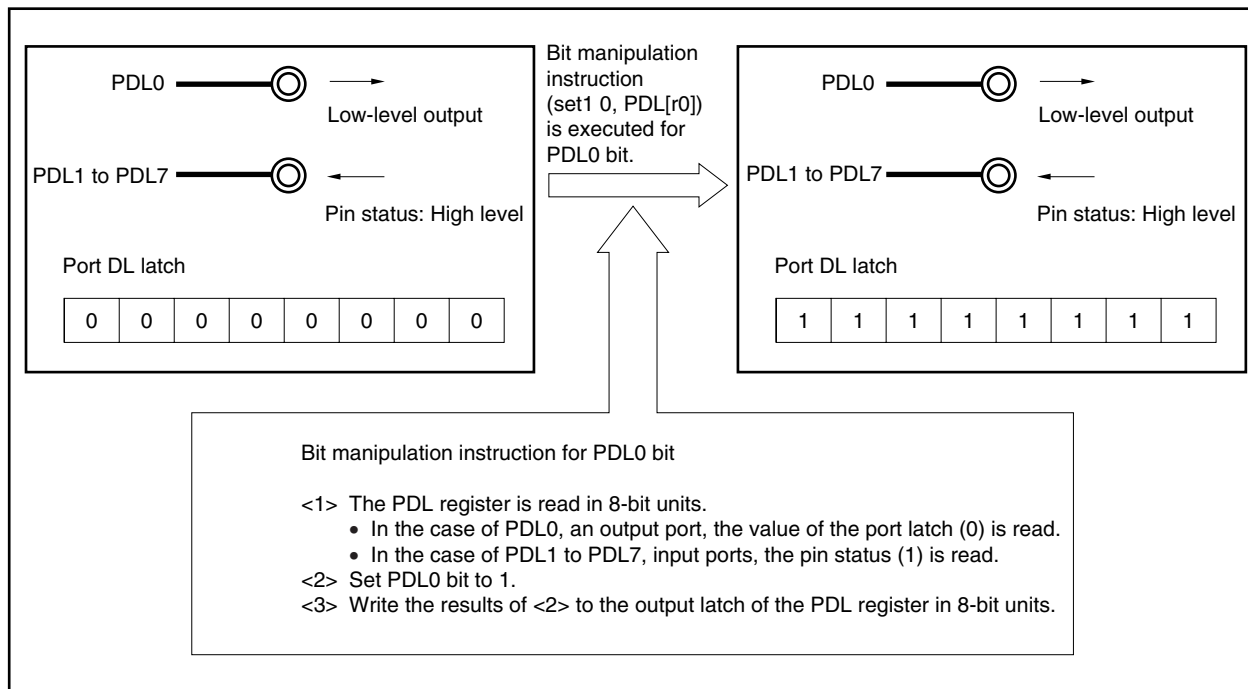 PDL0
Low-level output
PDL1 to PDL7
Pin status: High level
Port DL latch
0 0 0 0 0 0 0 0
Bit manipulation
instruction
(set1 0, PDL[r0])
is executed for
PDL0 bit.
PDL0
Low-level output
PDL1 to PDL7
Pin status: High level
Port DL latch
1 1 1 1 1 1 1 1
Bit manipulation instruction for PDL0 bit
<1> The PDL register is read in 8-bit units.
• In the case of PDL0, an output port, the value of the port latch (0) is read.
• In the case of PDL1 to PDL7, input ports, the pin status (1) is read.
<2> Set PDL0 bit to 1.
<3> Write the results of <2> to the output latch of the PDL register in 8-bit units.